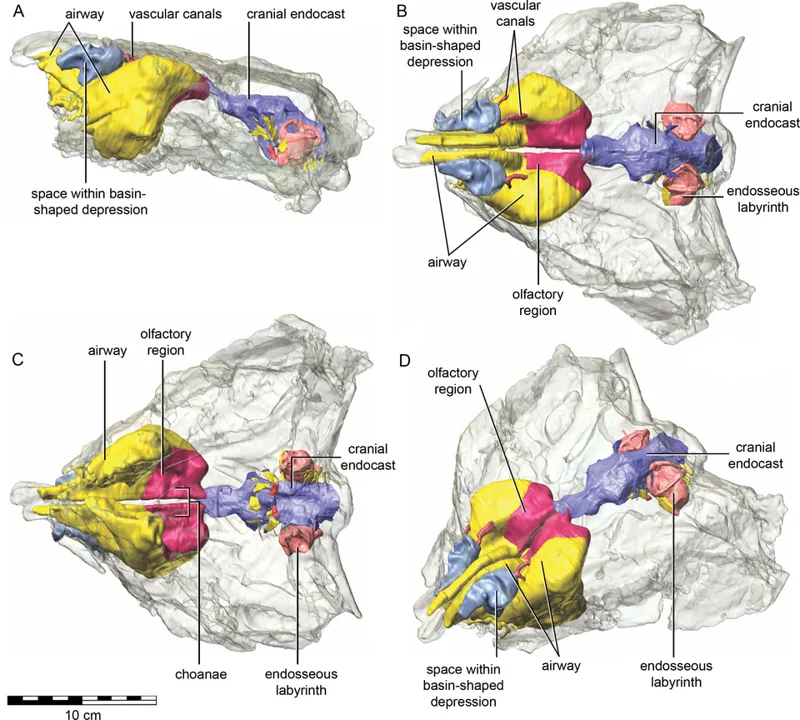 A
airway
vascular canals
cranial endocast
space within basin-
shaped depression
B
vascular
canals
space within
basin-shaped
depression
cranial
endocast
endosseous
labyrinth
airway
olfactory
region
C
olfactory
region
airway
cranial
endocast
choanae
endosseous
labyrinth
10 cm
D
olfactory
region
cranial
endocast
space within
basin-shaped
depression
airway
endosseous
labyrinth